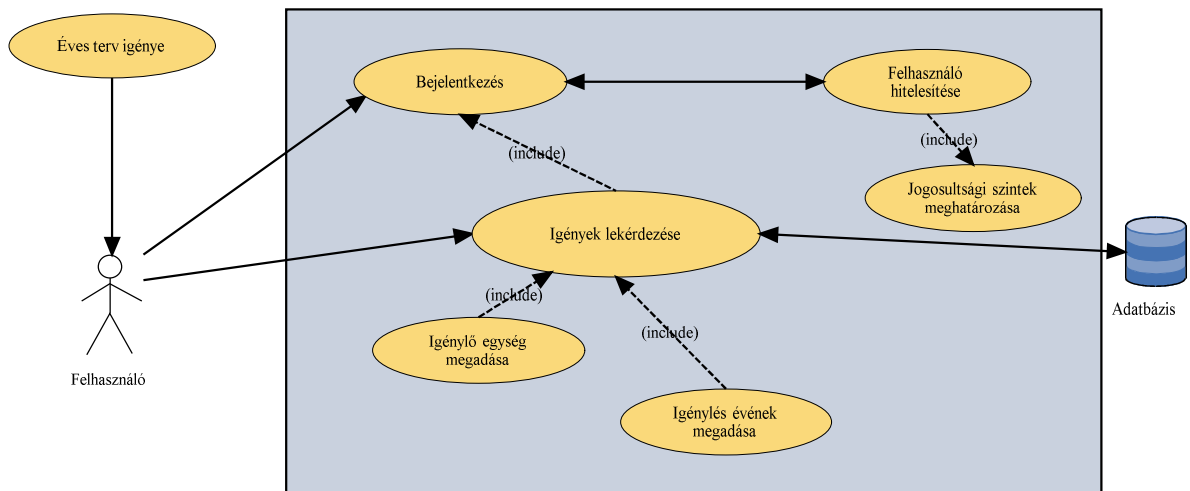 Éves terv igénye
Bejelentkezés
Felhasználó
hitelesítése
(include)
(include)
Jogosultsági szintek
meghatározása
Igények lekérdezése
Adatbázis
(include)
(include)
Igénylő egység
megadása
Felhasználó
Igénylés évének
megadása